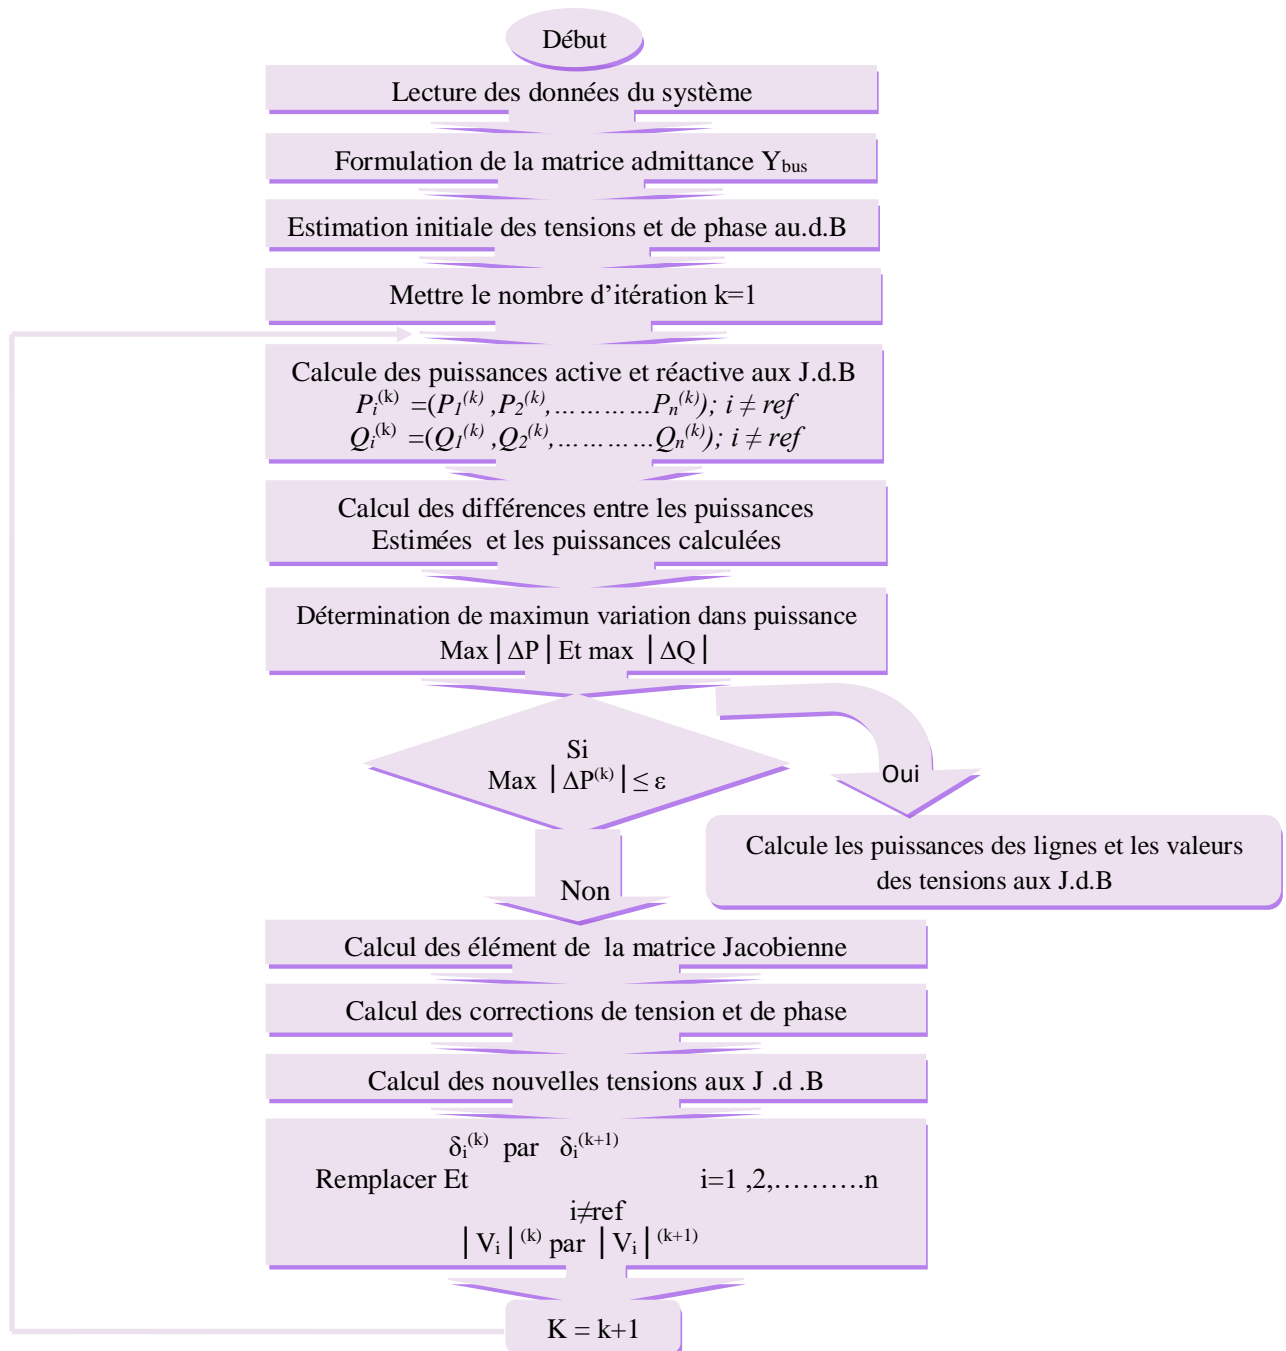 Début
Lecture des données du système
Formulation de la matrice admittance Ybus
Estimation initiale des tensions et de phase au.d.B
Mettre le nombre d’itération k=1
Calcule des puissances active et réactive aux J.d.B
Pi(k) =(P1(k) ,P2(k),…………Pn(k)); i ≠ ref
Qi(k) =(Q1(k) ,Q2(k),…………Qn(k)); i ≠ ref
Calcul des différences entre les puissances
Estimées et les puissances calculées
Détermination de maximun variation dans puissance
Max│ΔP│Et max │ΔQ│
Si
Max │ΔP(k)│≤ ε
Oui
Calcule les puissances des lignes et les valeurs
des tensions aux J.d.B
Non
Calcul des élément de la matrice Jacobienne
Calcul des corrections de tension et de phase
Calcul des nouvelles tensions aux J .d .B
δi(k) par δi(k+1)
Remplacer Et i=1 ,2,……….n
i≠ref
│Vi│(k) par│Vi│(k+1)
K = k+1